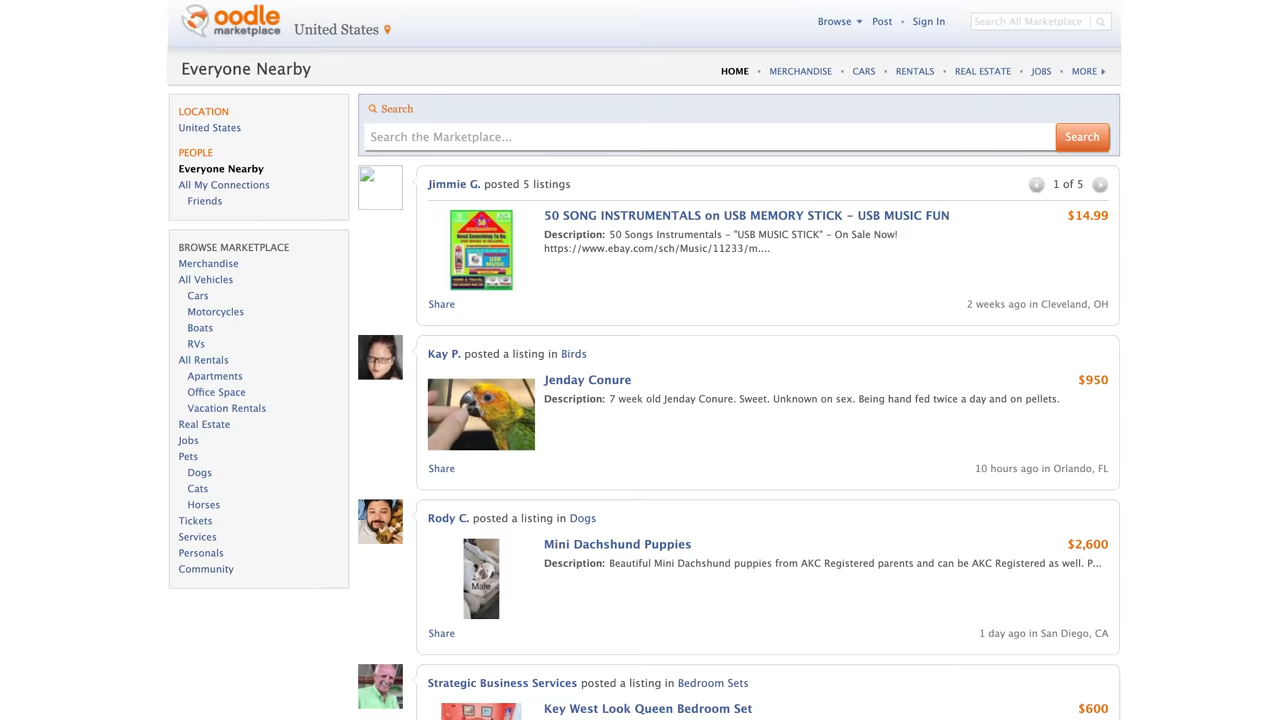 oodle
marketplace
United States
Browse
Post
Sign In
Search All Marketplace
Everyone Nearby
HOME
MERCHANDISE
CARS
RENTALS
REAL ESTATE
JOBS
MORE
LOCATION
United States
PEOPLE
Everyone Nearby
All My Connections
Friends
BROWSE MARKETPLACE
Merchandise
All Vehicles
Cars
Motorcycles
Boats
RVs
All Rentals
Apartments
Office Space
Vacation Rentals
Real Estate
Jobs
Pets
Dogs
Cats
Horses
Tickets
Services
Personals
Community
Search
Search the Marketplace...
Search
Jimmie G. posted 5 listings
1 of 5
50 SONG INSTRUMENTALS on USB MEMORY STICK - USB MUSIC FUN
$14.99
Description: 50 Songs Instrumentals - "USB MUSIC STICK" - On Sale Now!
https://www.ebay.com/sch/Music/11233/m....
Share
2 weeks ago in Cleveland, OH
Kay P. posted a listing in Birds
Jenday Conure
$950
Description: 7 week old Jenday Conure. Sweet. Unknown on sex. Being hand fed twice a day and on pellets.
Share
10 hours ago in Orlando, FL
Rody C. posted a listing in Dogs
Male
Mini Dachshund Puppies
$2,600
Description: Beautiful Mini Dachshund puppies from AKC Registered parents and can be AKC Registered as well. P...
Share
1 day ago in San Diego, CA
Strategic Business Services posted a listing in Bedroom Sets
Key West Look Queen Bedroom Set
$600